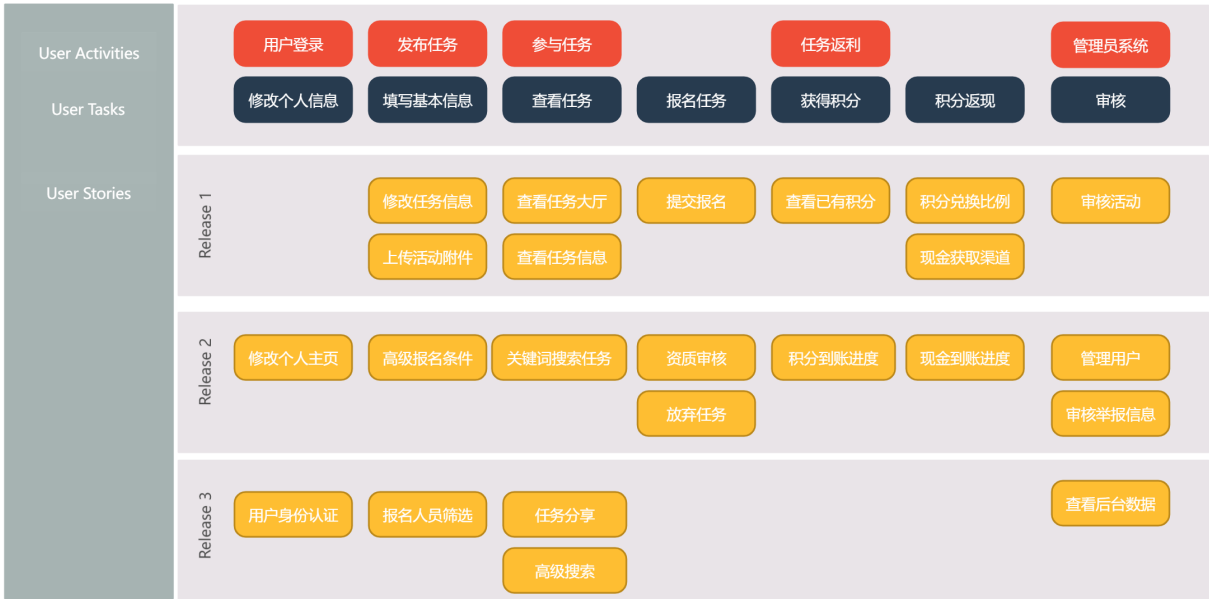 User Activities
用户登录 发布任务 参与任务 任务返利 管理员系统
User Tasks
修改个人信息 填写基本信息 查看任务 报名任务 获得积分 积分返现 审核
User Stories
Release 1
修改任务信息 查看任务大厅 提交报名 查看已有积分 积分兑换比例 审核活动
上传活动附件 查看任务信息 现金获取渠道
Release 2
修改个人主页 高级报名条件 关键词搜索任务 资质审核 积分到账进度 现金到账进度 管理用户
放弃任务 审核举报信息
Release 3
用户身份认证 报名人员筛选 任务分享 查看后台数据
高级搜索